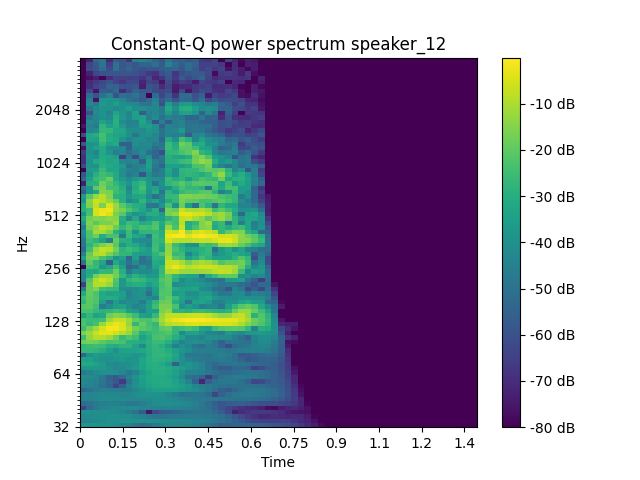 Constant-Q power spectrum speaker_12
Hz
2048
1024
512
256
128
64
32
0 0.15 0.3 0.45 0.6 0.75 0.9 1.1 1.2 1.4
Time
-10 dB
-20 dB
-30 dB
-40 dB
-50 dB
-60 dB
-70 dB
-80 dB